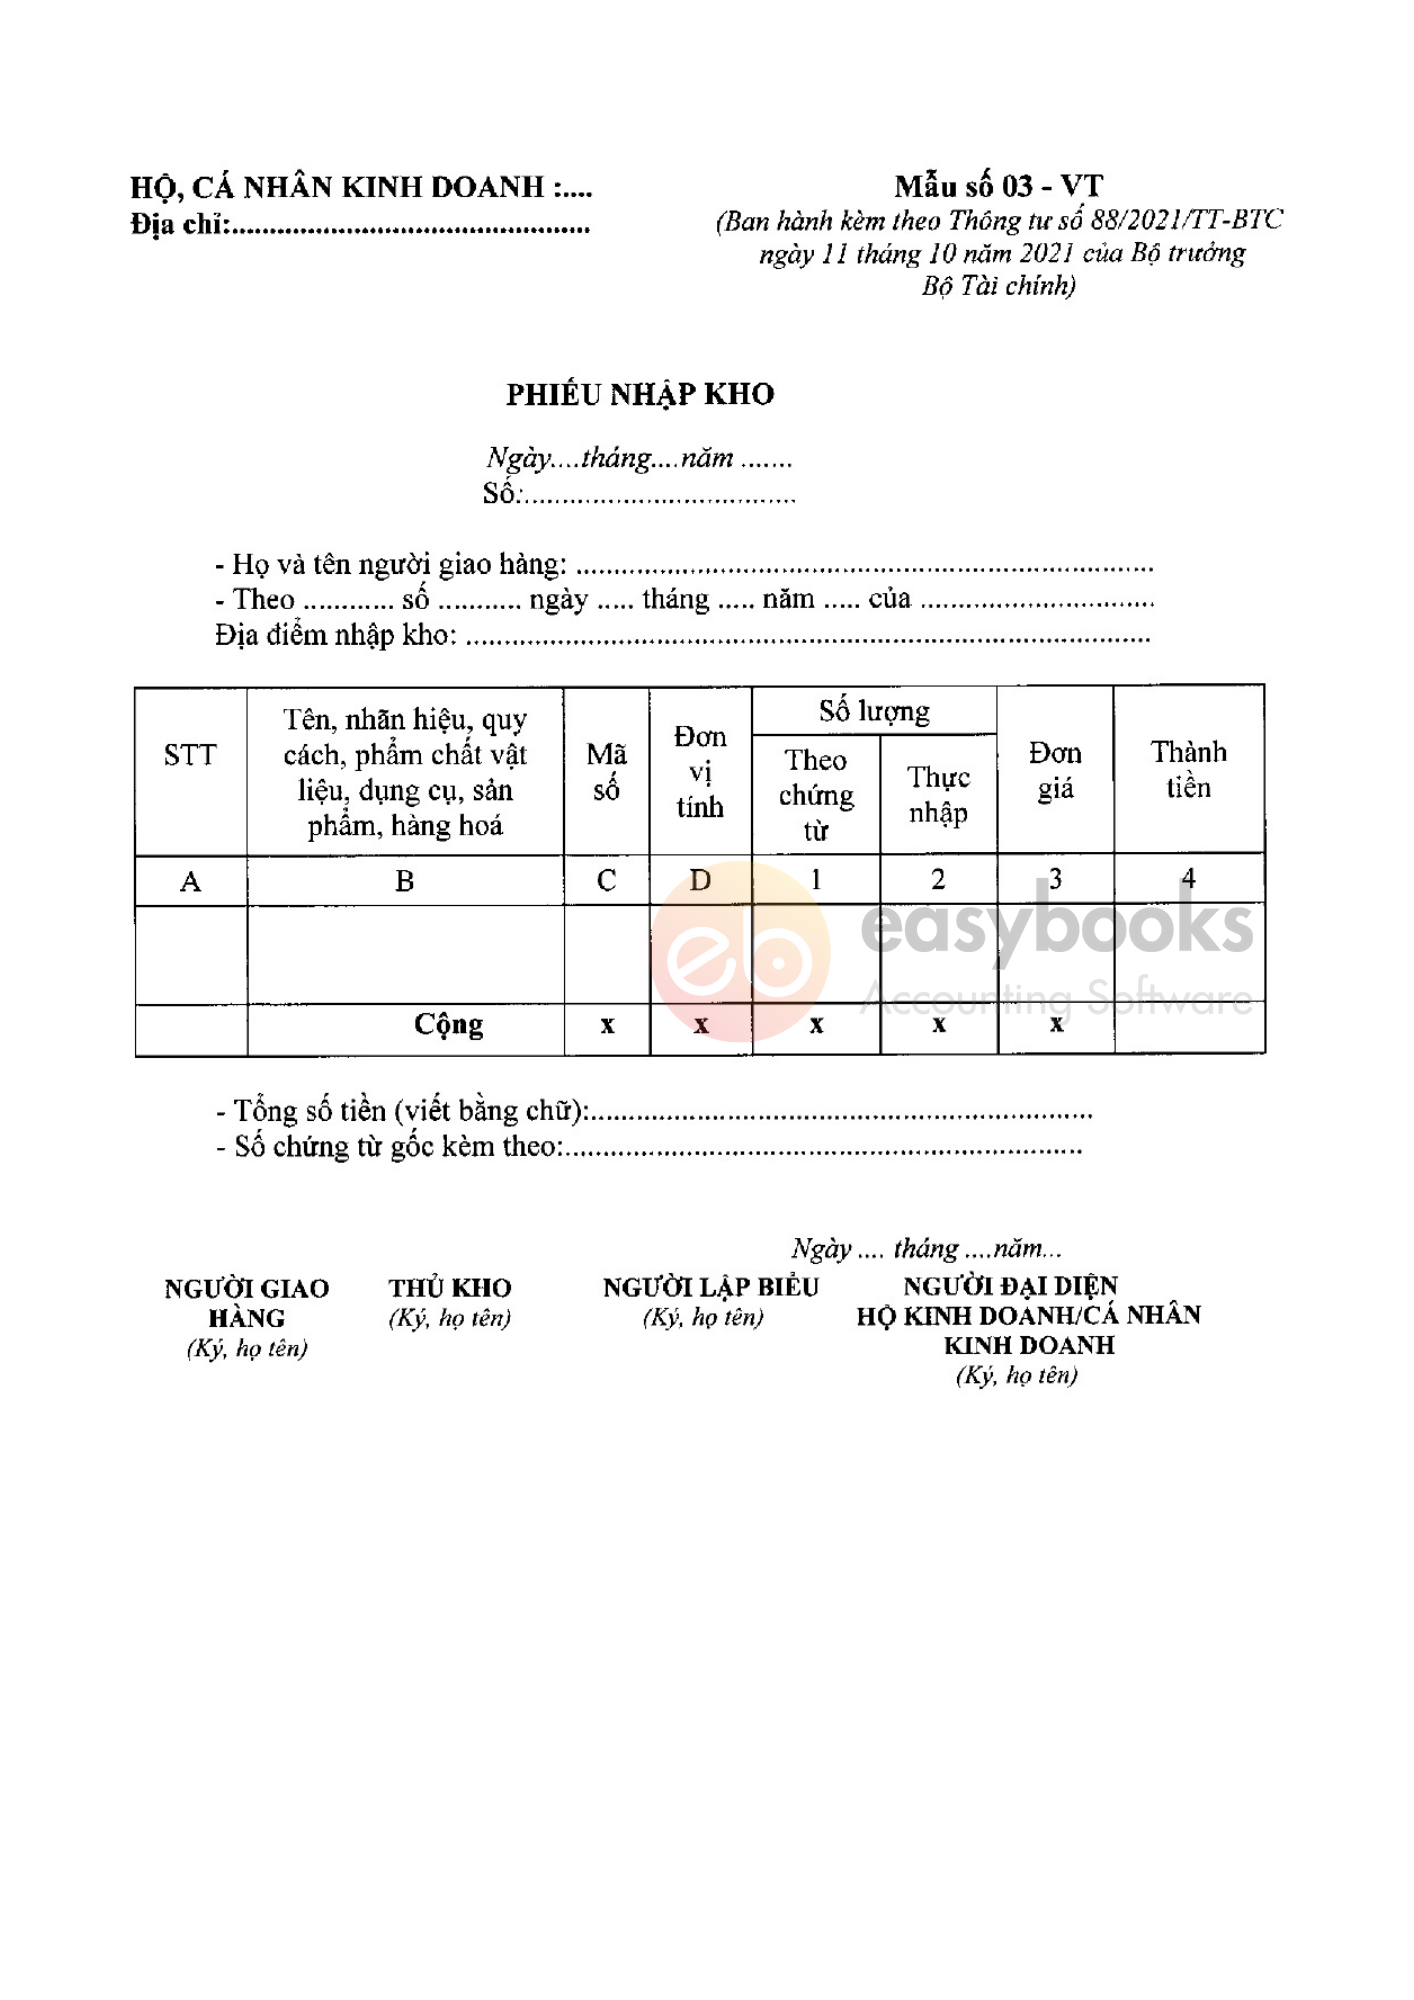 HỘ, CÁ NHÂN KINH DOANH :....
Địa chỉ:...............................................
Mẫu số 03 - VT
(Ban hành kèm theo Thông tư số 88/2021/TT-BTC
ngày 11 tháng 10 năm 2021 của Bộ trưởng
Bộ Tài chính)
PHIẾU NHẬP KHO
Ngày....tháng....năm .......
Số:....................................
- Họ và tên người giao hàng: .............................................................................
- Theo ............ số ........... ngày ..... tháng ..... năm ..... của ...............................
Địa điểm nhập kho: ...........................................................................................
STT
Tên, nhãn hiệu, quy
cách, phẩm chất vật
liệu, dụng cụ, sản
phẩm, hàng hoá
Mã
số
Đơn
vị
tính
Số lượng
Theo
chứng
từ
Thực
nhập
Đơn
giá
Thành
tiền
A B C D 1 2 3 4
eb easybooks
Accounting Software
Cộng x x x x x
- Tổng số tiền (viết bằng chữ):...................................................................
- Số chứng từ gốc kèm theo:.....................................................................
Ngày .... tháng ....năm...
NGƯỜI GIAO
HÀNG
(Ký, họ tên)
THỦ KHO
(Ký, họ tên)
NGƯỜI LẬP BIỂU
(Ký, họ tên)
NGƯỜI ĐẠI DIỆN
HỘ KINH DOANH/CÁ NHÂN
KINH DOANH
(Ký, họ tên)